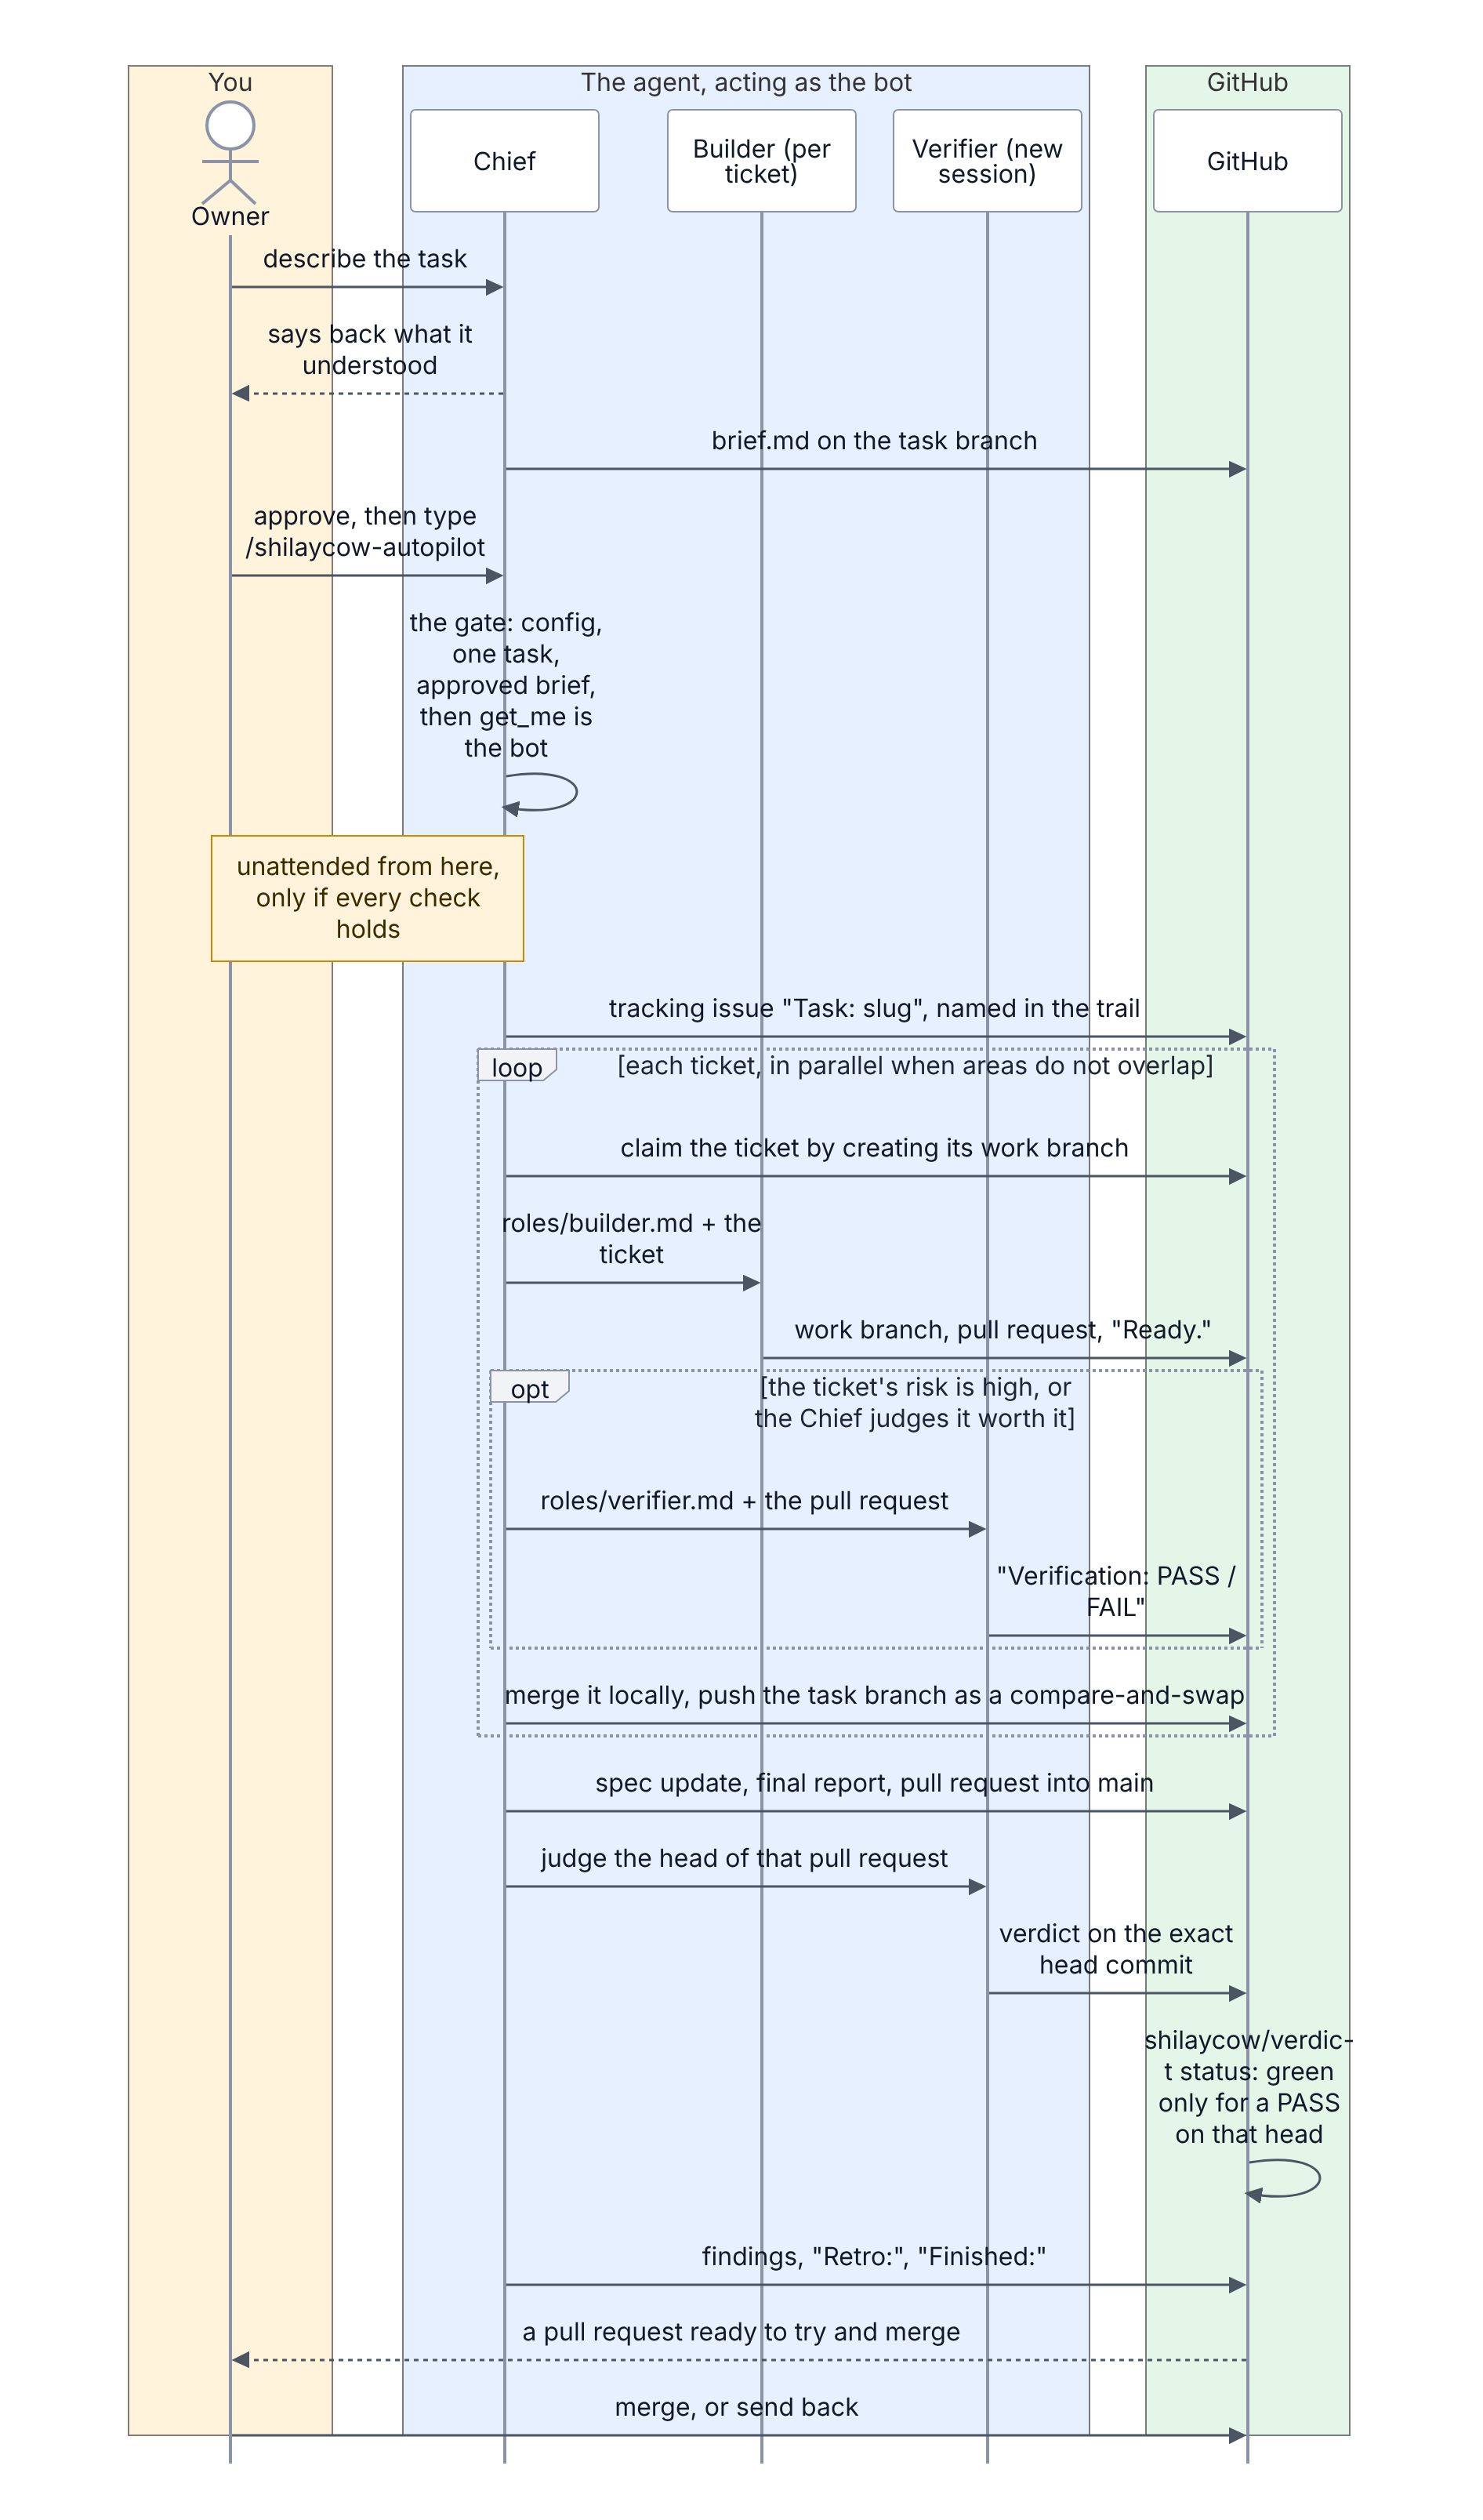 You
The agent, acting as the bot
GitHub
Owner
Chief
Builder (per
ticket)
Verifier (new
session)
GitHub
describe the task
says back what it
understood
brief.md on the task branch
approve, then type
/shilaycow-autopilot
the gate: config,
one task,
approved brief,
then get_me is
the bot
unattended from here,
only if every check
holds
tracking issue "Task: slug", named in the trail
loop
[each ticket, in parallel when areas do not overlap]
claim the ticket by creating its work branch
roles/builder.md + the
ticket
work branch, pull request, "Ready."
opt
[the ticket's risk is high, or
the Chief judges it worth it]
roles/verifier.md + the pull request
"Verification: PASS /
FAIL"
merge it locally, push the task branch as a compare-and-swap
spec update, final report, pull request into main
judge the head of that pull request
verdict on the exact
head commit
shilaycow/verdic-
t status: green
only for a PASS
on that head
findings, "Retro:", "Finished:"
a pull request ready to try and merge
merge, or send back